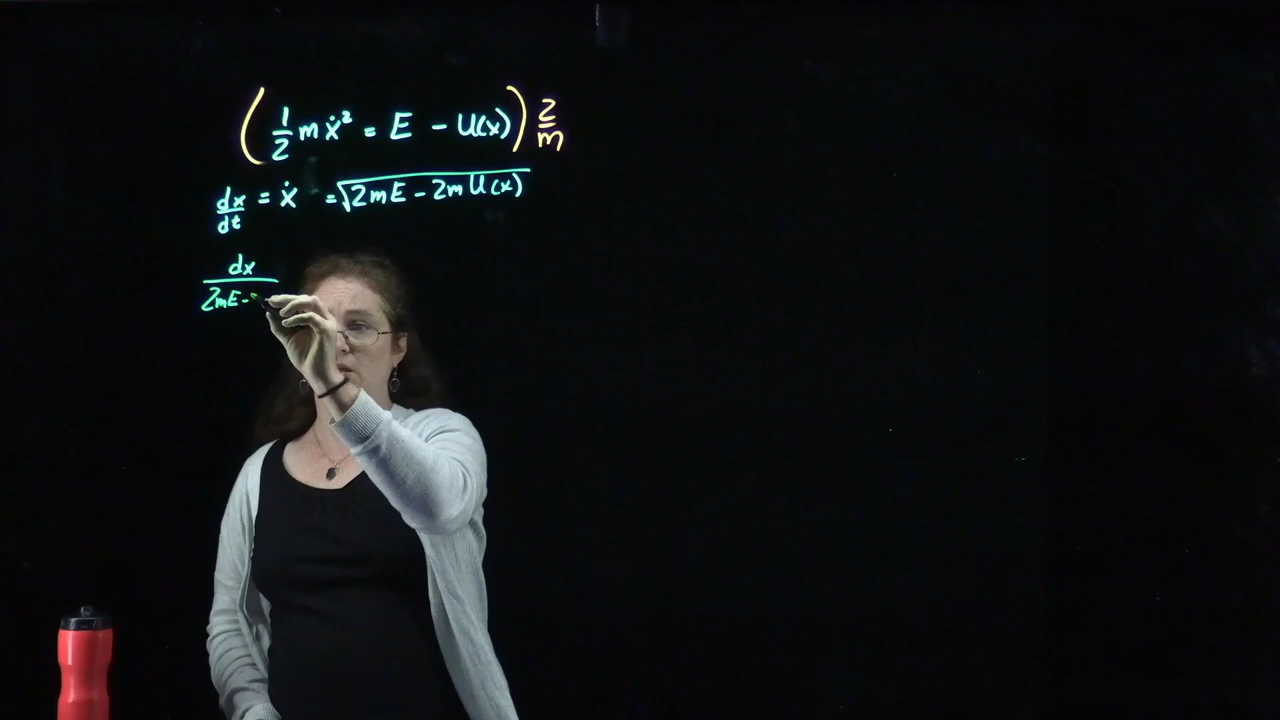 ( 1/2 m ẋ² = E - U(x) ) 2/m
dx/dt = ẋ = √(2mE - 2mU(x))
dx / 2mE -